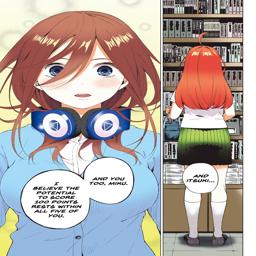 AND YOU
TOO, MIKU.
I
BELIEVE THE
POTENTIAL
TO SCORE
100 POINTS
RESTS WITHIN
ALL FIVE OF
YOU.
AND
ITSUKI...